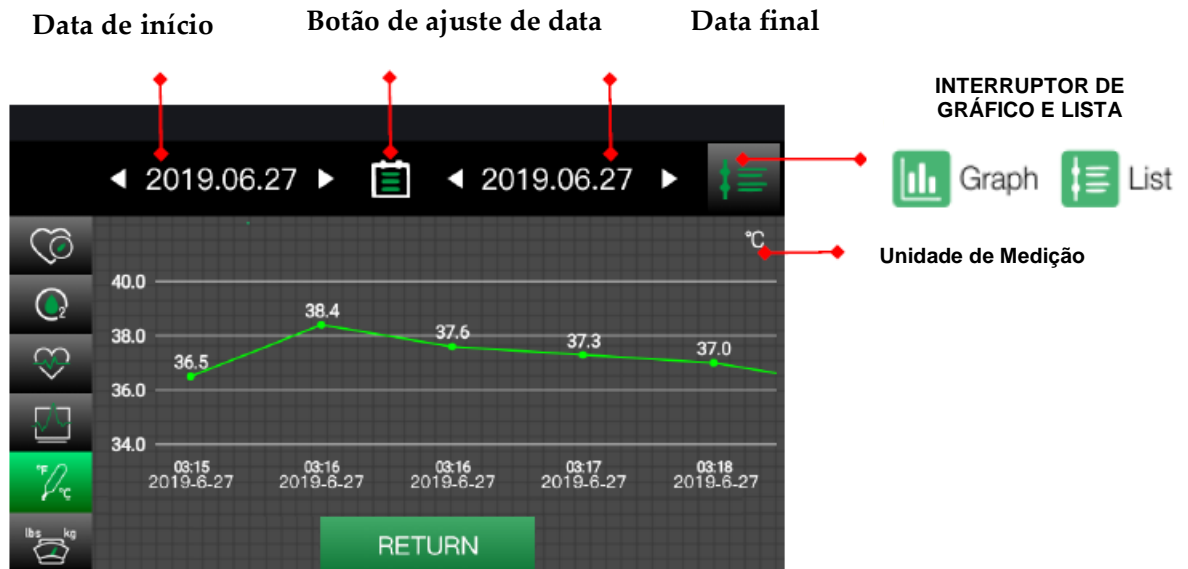 Data de início
Botão de ajuste de data
Data final
INTERRUPTOR DE
GRÁFICO E LISTA
2019.06.27
2019.06.27
Graph
List
°C
Unidade de Medição
40.0
38.0
36.0
34.0
36.5
38.4
37.6
37.3
37.0
03:15
2019-6-27
03:16
2019-6-27
03:16
2019-6-27
03:17
2019-6-27
03:18
2019-6-27
2
°F
°C
lbs kg
RETURN